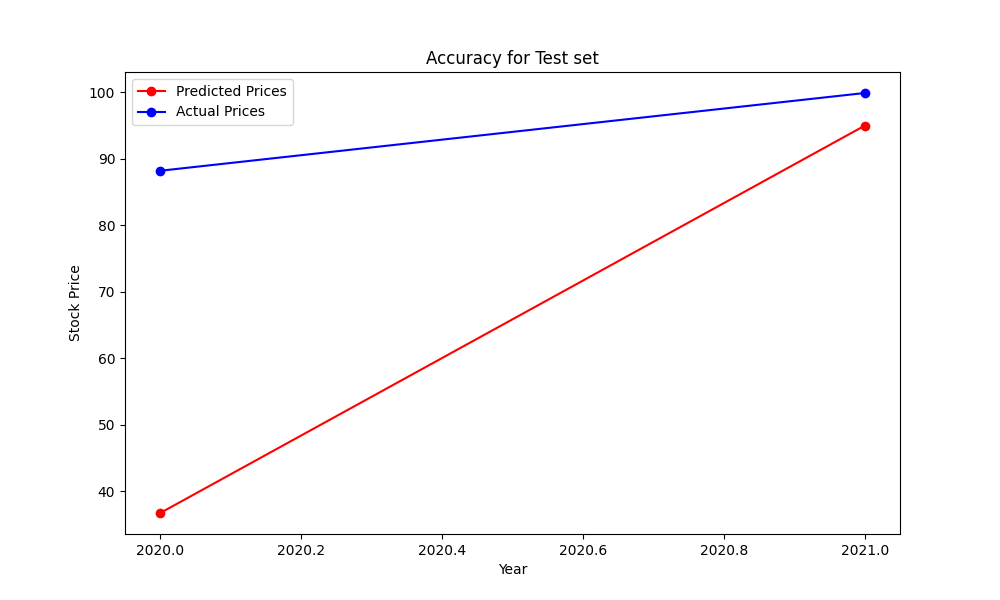 Accuracy for Test set
Predicted Prices
Actual Prices
100
90
80
70
60
50
40
Stock Price
2020.0 2020.2 2020.4 2020.6 2020.8 2021.0
Year